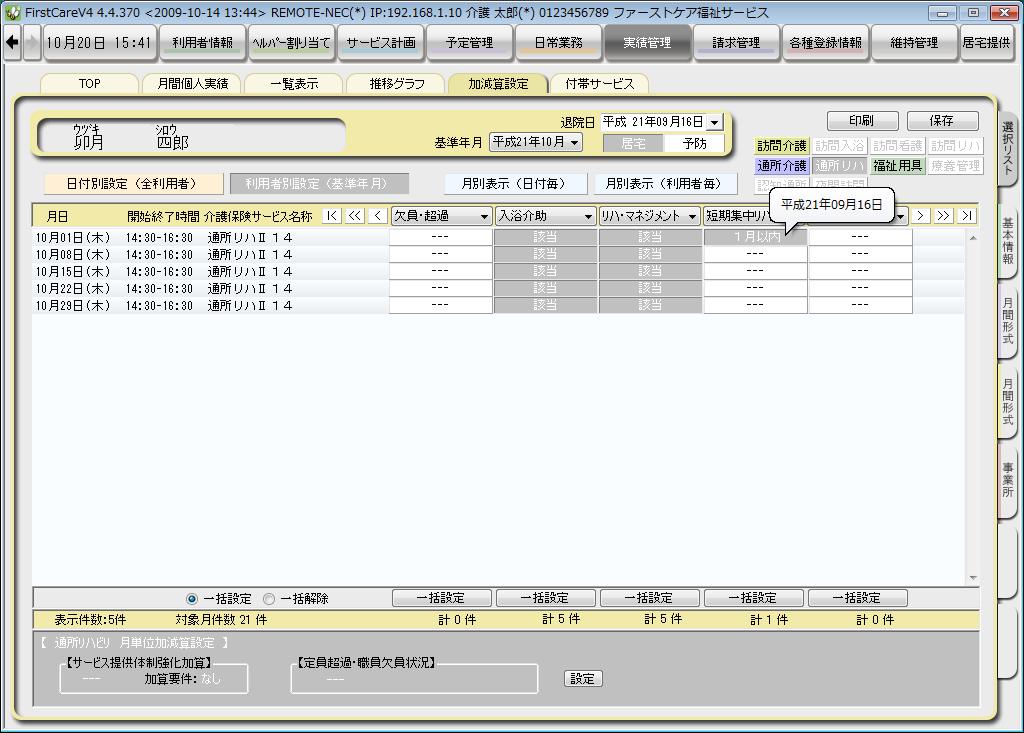 FirstCareV4 4.4.370 <2009-10-14 13:44> REMOTE-NEC(*) IP:192.168.1.10 介護 太郎(*) 0123456789 ファーストケア福祉サービス
10月20日 15:41 利用者情報 ヘルパー割り当て サービス計画 予定管理 日常業務 実績管理 請求管理 各種登録情報 維持管理 居宅提供
TOP 月間個人実績 一覧表示 推移グラフ 加減算設定 付帯サービス
ウヅキ シロウ
卯月 四郎
退院日 平成 21年09月16日
基準年月 平成21年10月 居宅 予防
印刷 保存
訪問介護 訪問入浴 訪問看護 訪問リハ
通所介護 通所リハ 福祉用具 療養管理
認知通所 夜間訪問
日付別設定（全利用者） 利用者別設定（基準年月） 月別表示（日付毎） 月別表示（利用者毎）
平成21年09月16日
月日 開始終了時間 介護保険サービス名称 |< << < 欠員・超過 入浴介助 リハ・マネジメント 短期集中リハ > >> >|
10月01日(木) 14:30-16:30 通所リハⅡ１４ --- 該当 該当 １月以内 ---
10月08日(木) 14:30-16:30 通所リハⅡ１４ --- 該当 該当 --- ---
10月15日(木) 14:30-16:30 通所リハⅡ１４ --- 該当 該当 --- ---
10月22日(木) 14:30-16:30 通所リハⅡ１４ --- 該当 該当 --- ---
10月29日(木) 14:30-16:30 通所リハⅡ１４ --- 該当 該当 --- ---
一括設定 一括解除 一括設定 一括設定 一括設定 一括設定 一括設定
表示件数:5件 対象月件数 21 件 計 0 件 計 5 件 計 5 件 計 1 件 計 0 件
【 通所リハビリ 月単位加減算設定 】
【サービス提供体制強化加算】 【定員超過・職員欠員状況】
--- 加算要件: なし --- 設定
選択リスト
基本情報
月間形式
月間形式
事業所